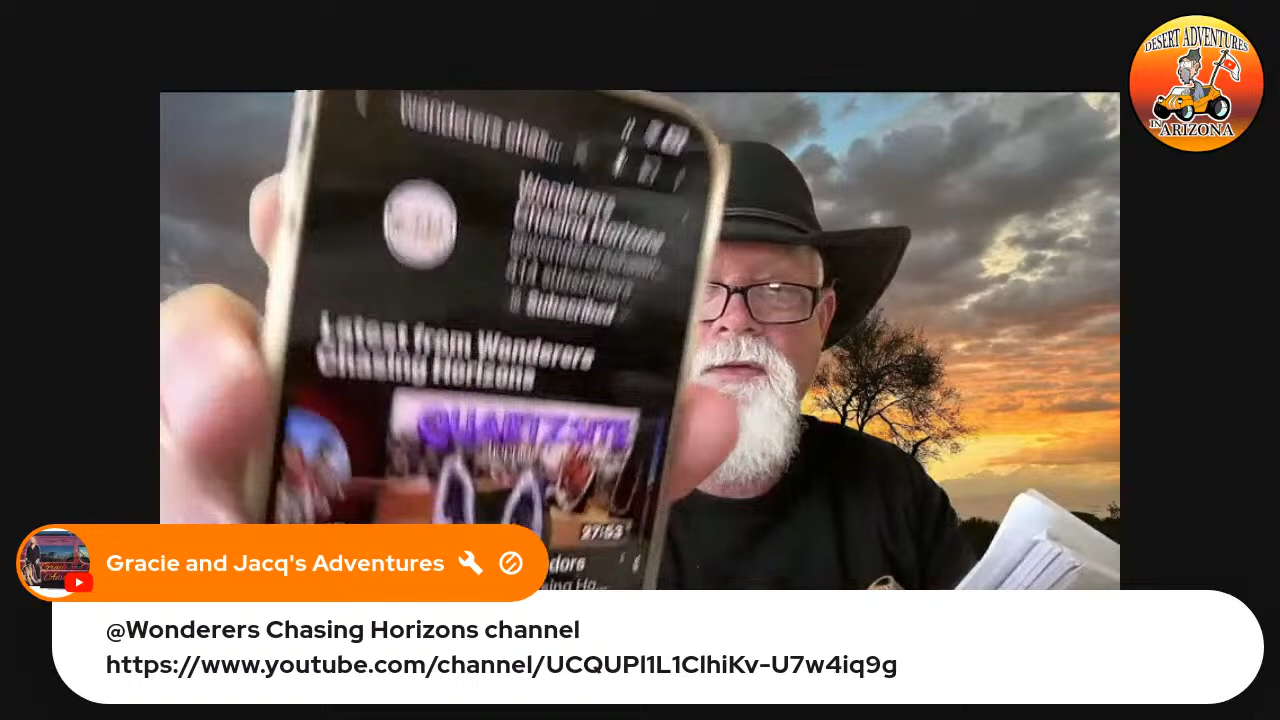 DESERT ADVENTURES
IN ARIZONA
Wonderers
Chasing Horizons
Latest from Wonderers
Chasing Horizons
QUARTZSITE
27:53
Gracie and Jacq's Adventures
@Wonderers Chasing Horizons channel
https://www.youtube.com/channel/UCQUPl1L1ClhiKv-U7w4iq9g